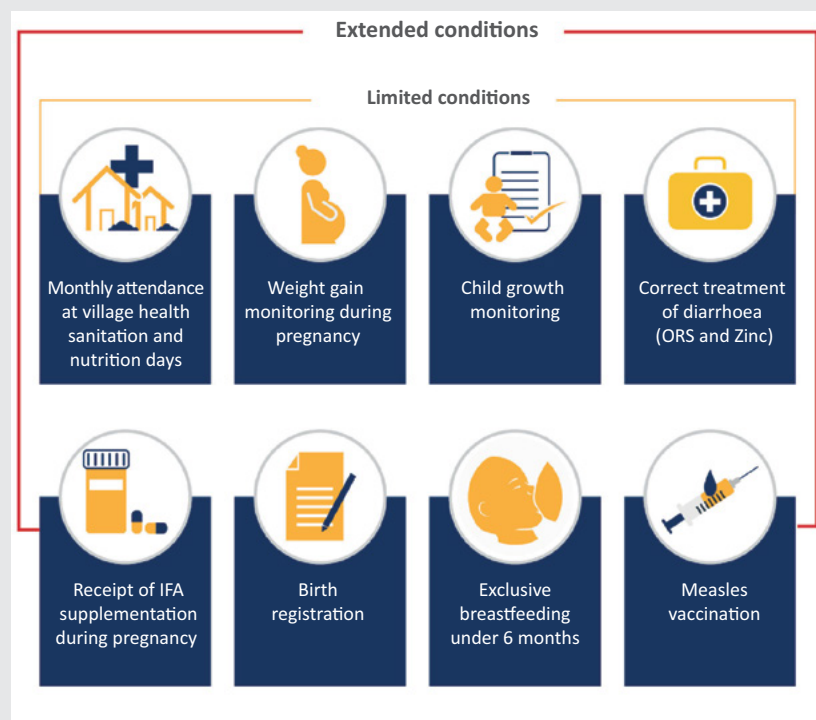 Extended conditions
Limited conditions
Monthly attendance
at village health
sanitation and
nutrition days
Weight gain
monitoring during
pregnancy
Child growth
monitoring
Correct treatment
of diarrhoea
(ORS and Zinc)
Receipt of IFA
supplementation
during pregnancy
Birth
registration
Exclusive
breastfeeding
under 6 months
Measles
vaccination